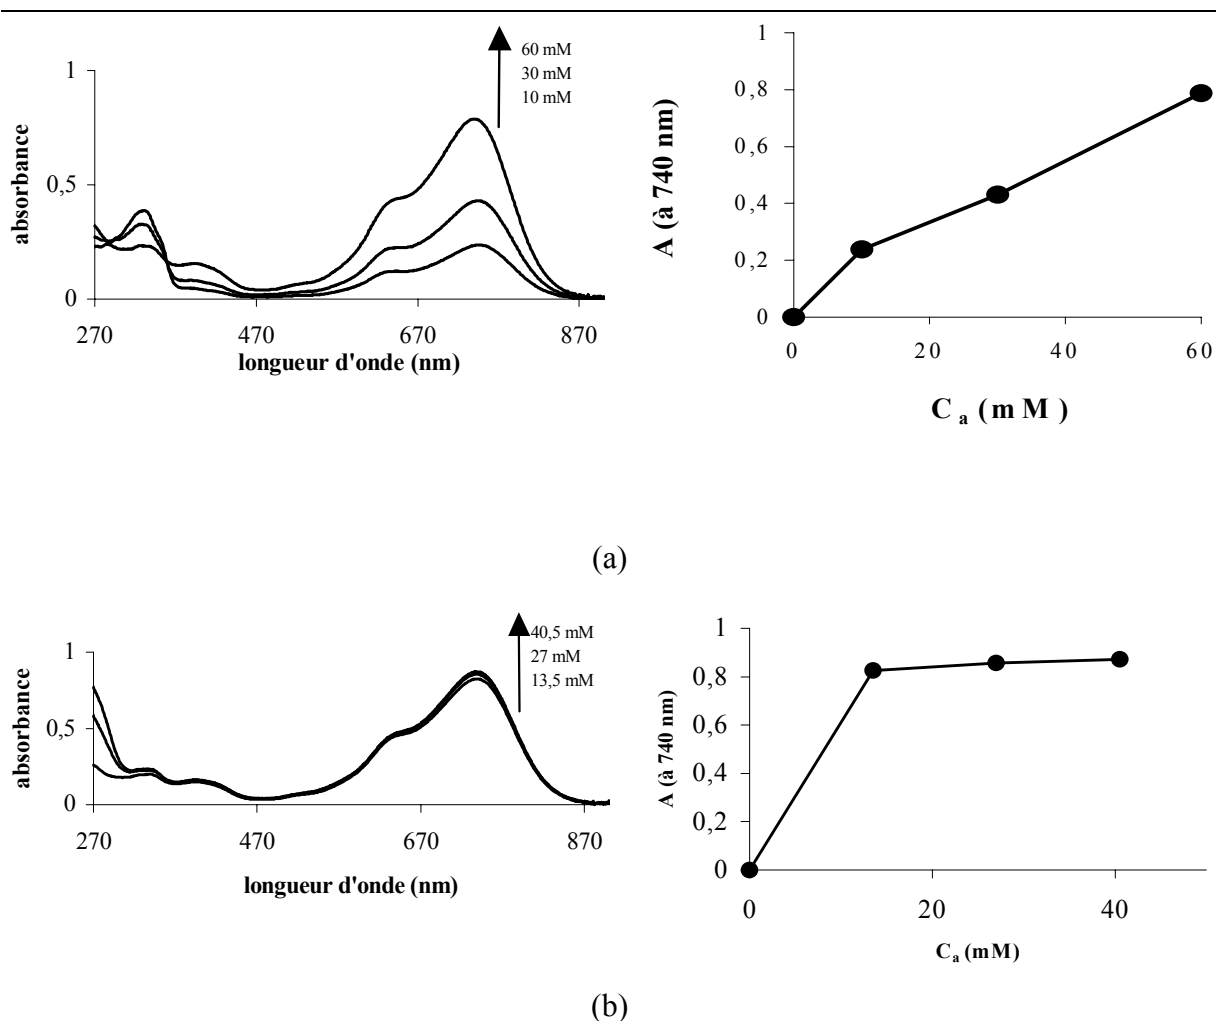 60 mM
30 mM
10 mM
1
0,5
0
absorbance
270 470 670 870
longueur d'onde (nm)
1
0,8
0,6
0,4
0,2
0
A (à 740 nm)
0 20 40 60
C a (m M )
(a)
40,5 mM
27 mM
13,5 mM
1
0,5
0
absorbance
270 470 670 870
longueur d'onde (nm)
1
0,8
0,6
0,4
0,2
0
A (à 740 nm)
0 20 40
Ca (mM)
(b)